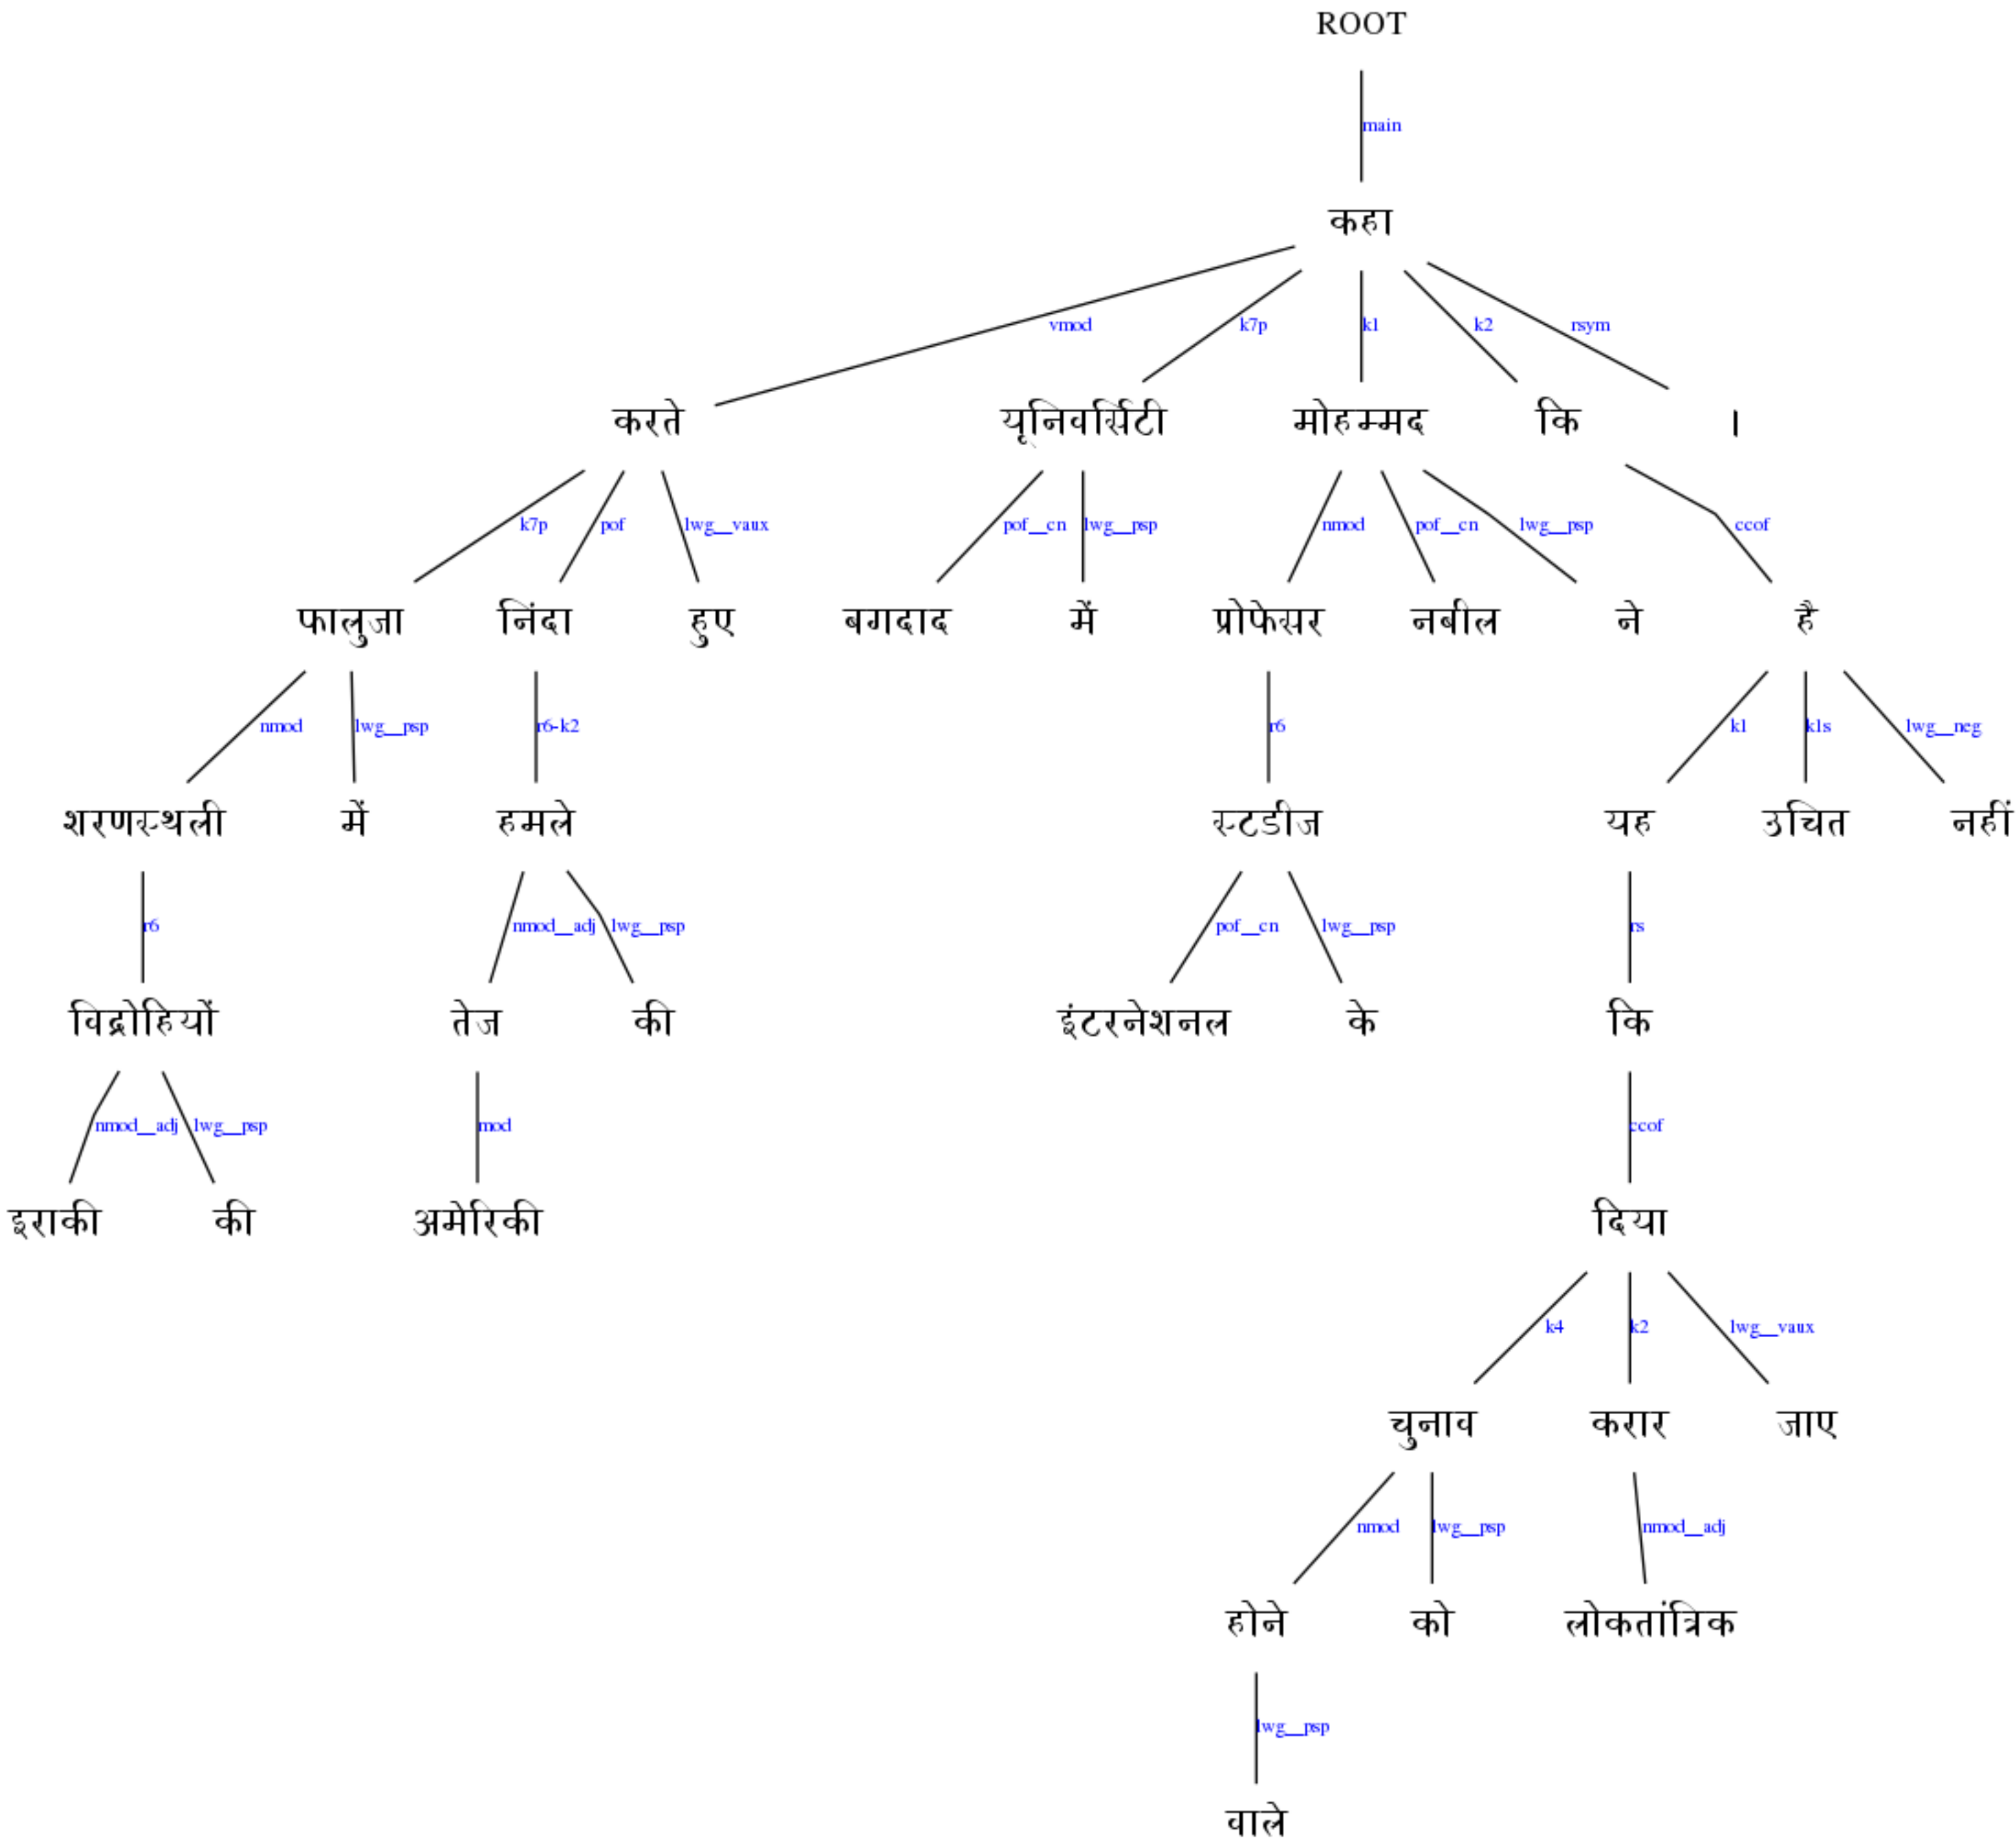 ROOT
main
कहा
vmod k7p k1 k2 rsym
करते यूनिवर्सिटी मोहम्मद कि ।
k7p pof lwg__vaux pof__cn lwg__psp nmod pof__cn lwg__psp ccof
फालुजा निंदा हुए बगदाद में प्रोफेसर नबील ने है
nmod lwg__psp r6-k2 r6 k1 k1s lwg__neg
शरणस्थली में हमले स्टडीज यह उचित नहीं
r6 nmod__adj lwg__psp pof__cn lwg__psp rs
विद्रोहियों तेज की इंटरनेशनल के कि
nmod__adj lwg__psp mod ccof
इराकी की अमेरिकी दिया
k4 k2 lwg__vaux
चुनाव करार जाए
nmod lwg__psp nmod__adj
होने को लोकतांत्रिक
lwg__psp
वाले